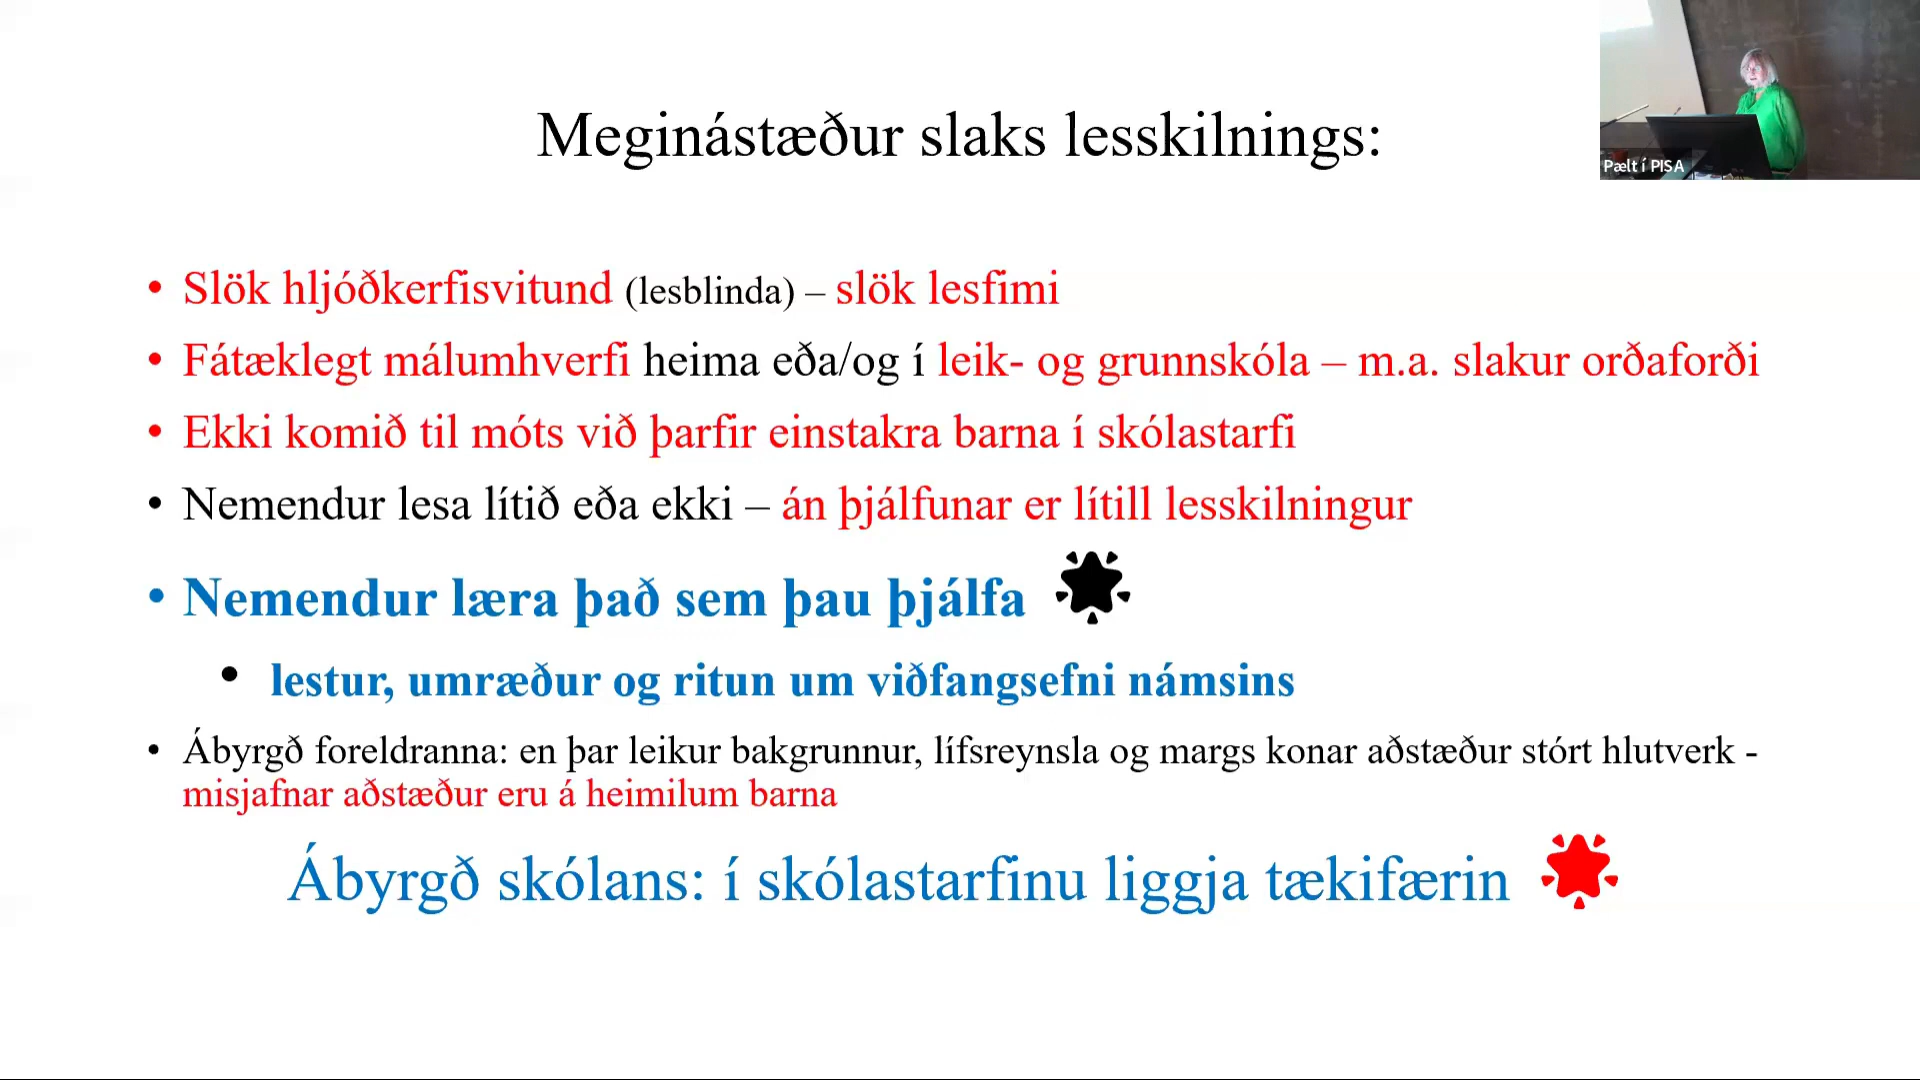 Meginástæður slaks lesskilnings:
Pælt í PISA
• Slök hljóðkerfisvitund (lesblinda) – slök lesfimi
• Fátæklegt málumhverfi heima eða/og í leik- og grunnskóla – m.a. slakur orðaforði
• Ekki komið til móts við þarfir einstakra barna í skólastarfi
• Nemendur lesa lítið eða ekki – án þjálfunar er lítill lesskilningur
• Nemendur læra það sem þau þjálfa
• lestur, umræður og ritun um viðfangsefni námsins
• Ábyrgð foreldranna: en þar leikur bakgrunnur, lífsreynsla og margs konar aðstæður stórt hlutverk -
misjafnar aðstæður eru á heimilum barna
Ábyrgð skólans: í skólastarfinu liggja tækifærin